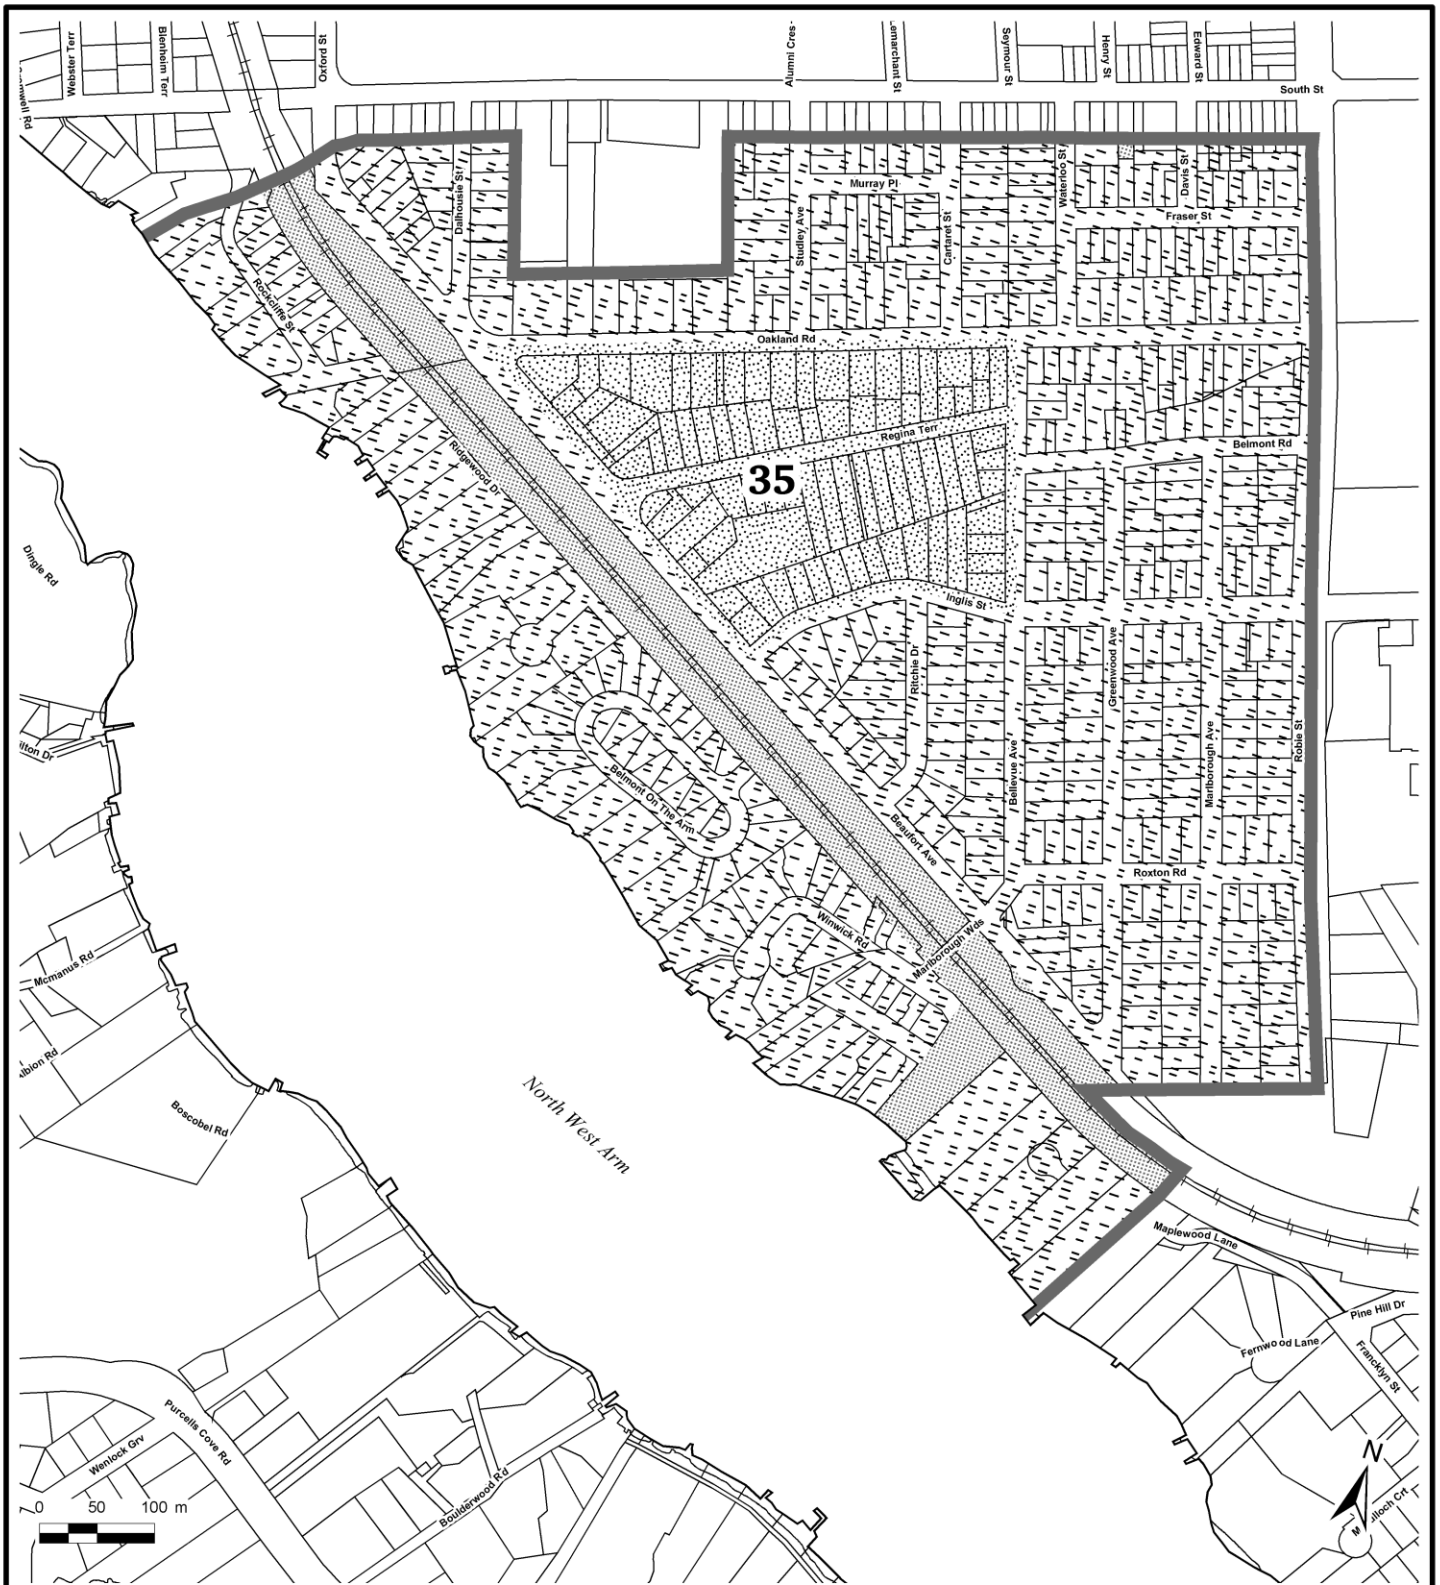 Webster Terr
Blenheim Terr
Oxford St
Alumni Cres
Seymour St
Henry St
Edward St
South St
Dalhousie St
Murray Pl
Studley Ave
Cartaret St
Waterloo St
Davis St
Fraser St
Rockcliffe St
Oakland Rd
Regina Terr
Belmont Rd
35
Ridgewood Dr
Dingle Rd
Inglis St
Ritchie Dr
Greenwood Ave
Bellevue Ave
Marlborough Ave
Robie St
Belmont On The Arm
Beaufort Ave
Roxton Rd
Winwick Rd
Marlborough Wds
Mcmanus Rd
Boscobel Rd
North West Arm
Maplewood Lane
Pine Hill Dr
Fernwood Lane
Francklyn St
Purcells Cove Rd
Wenlock Grv
Boulderwood Rd
0 50 100 m
N